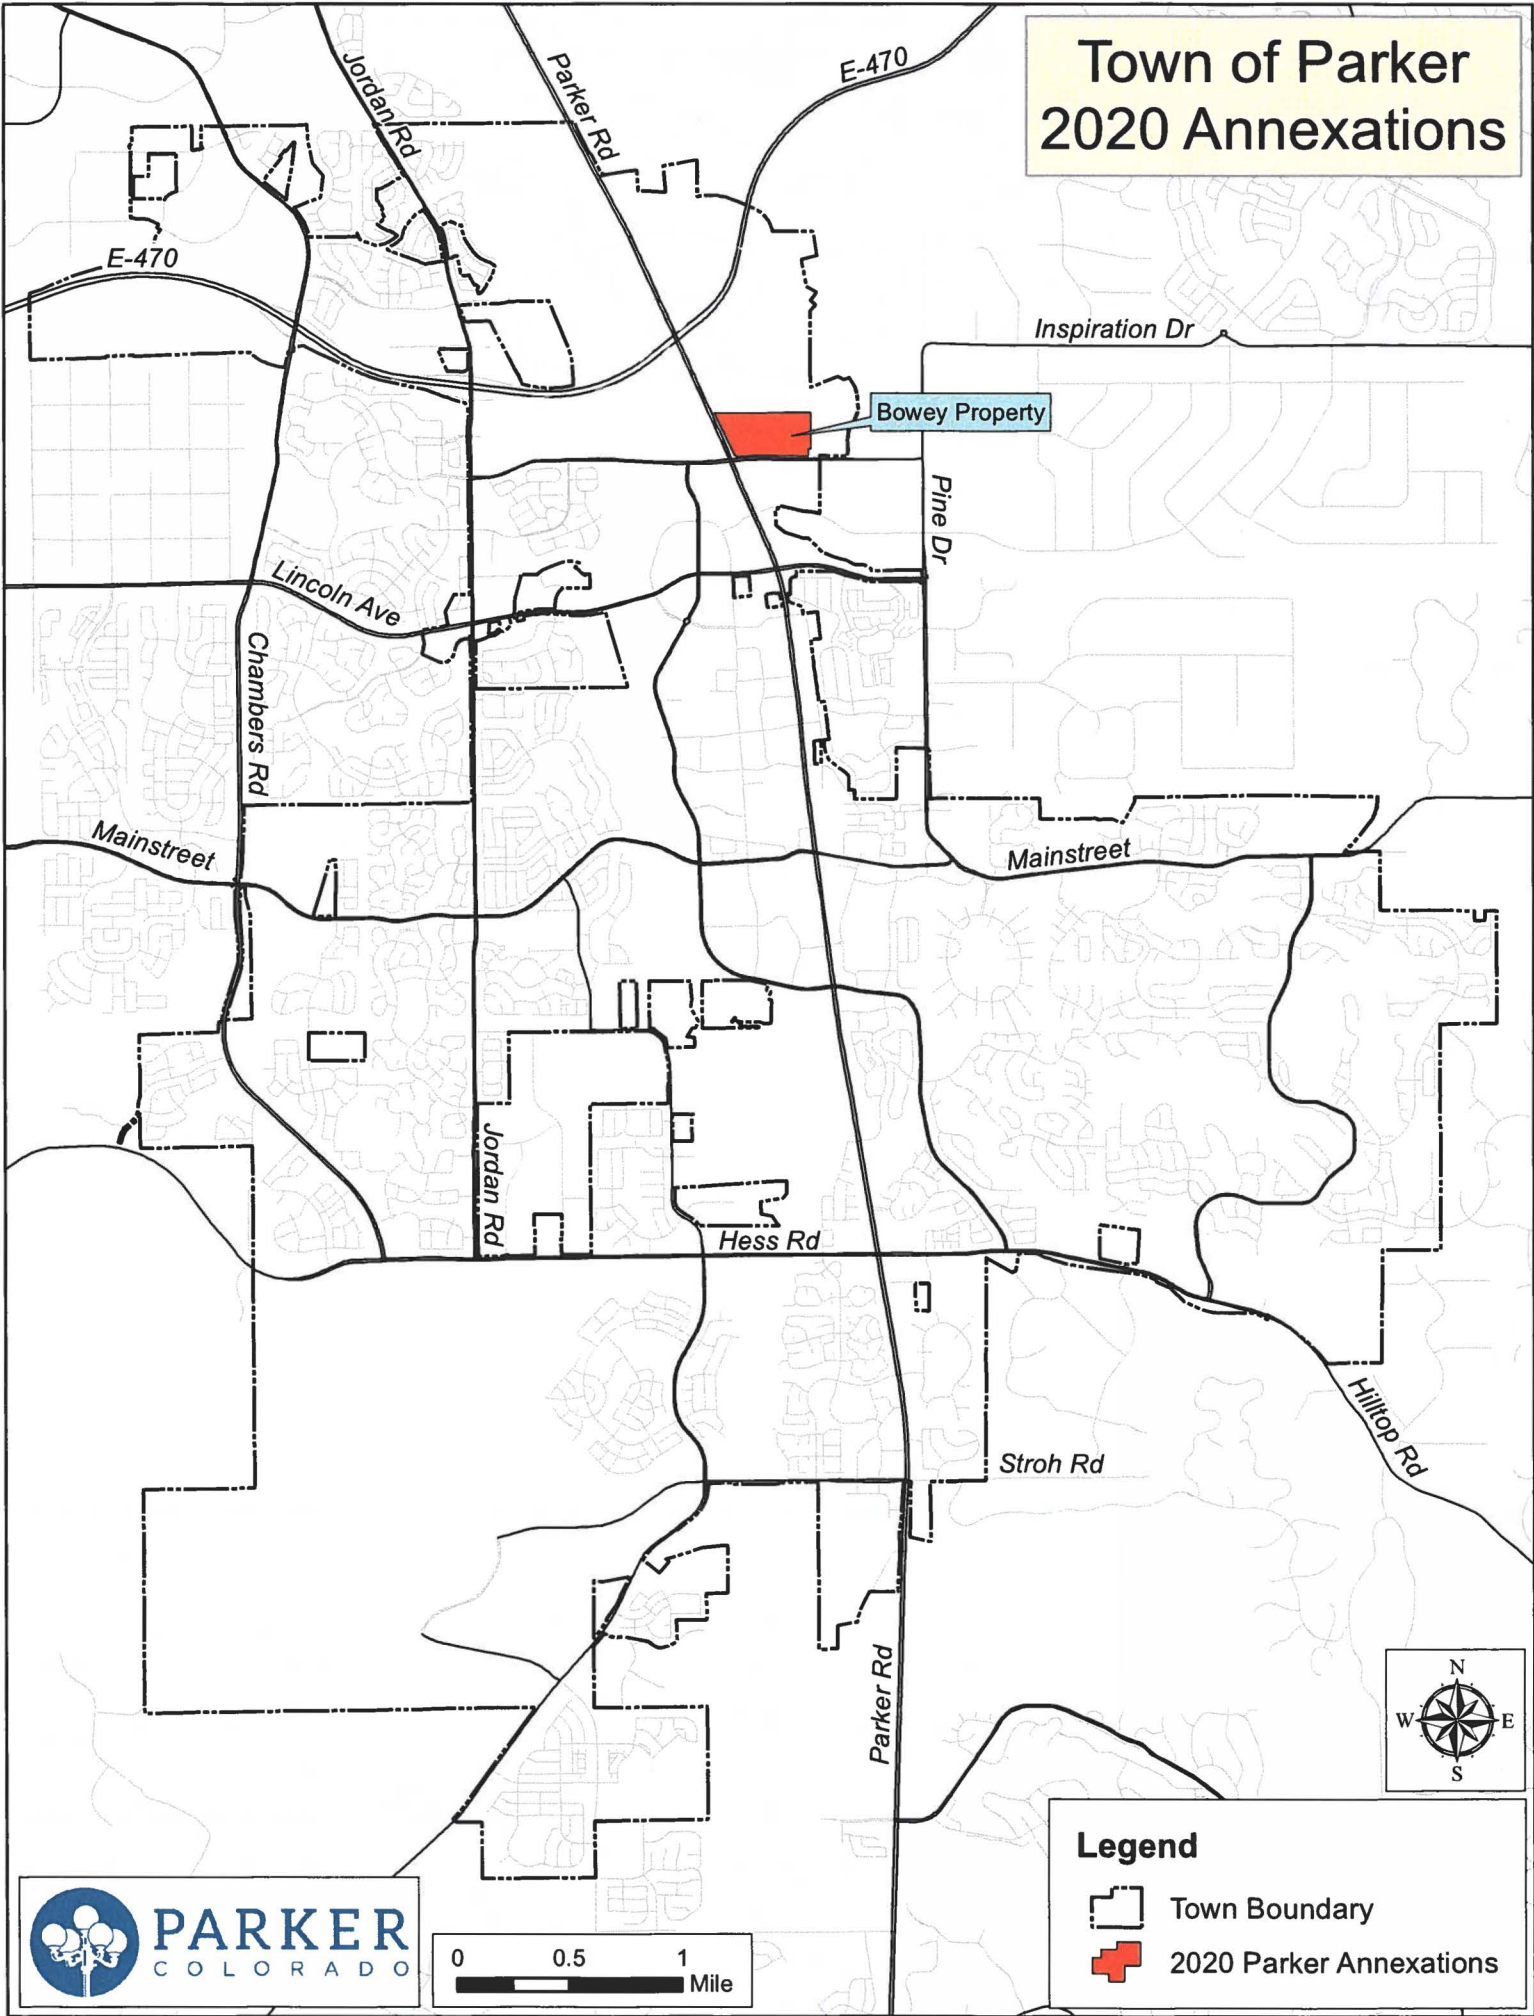 Town of Parker
2020 Annexations
Jordan Rd
Parker Rd
E-470
E-470
Inspiration Dr
Bowey Property
Pine Dr
Lincoln Ave
Chambers Rd
Mainstreet
Mainstreet
Jordan Rd
Hess Rd
Hilltop Rd
Stroh Rd
Parker Rd
N
W
E
S
Legend
Town Boundary
2020 Parker Annexations
PARKER
COLORADO
0 0.5 1
Mile